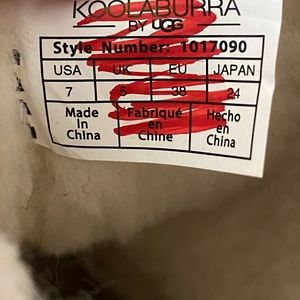 KOOLABURRA
BY UGG
Style Number: 1017090
USA UK EU JAPAN
7 5 38 24
Made in China Fabriqué en Chine Hecho en China